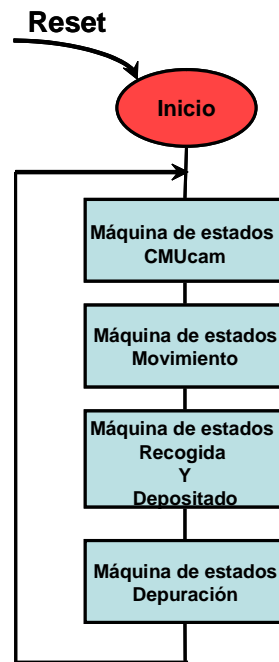 Reset
Inicio
Máquina de estados
CMUcam
Máquina de estados
Movimiento
Máquina de estados
Recogida
Y
Depositado
Máquina de estados
Depuración